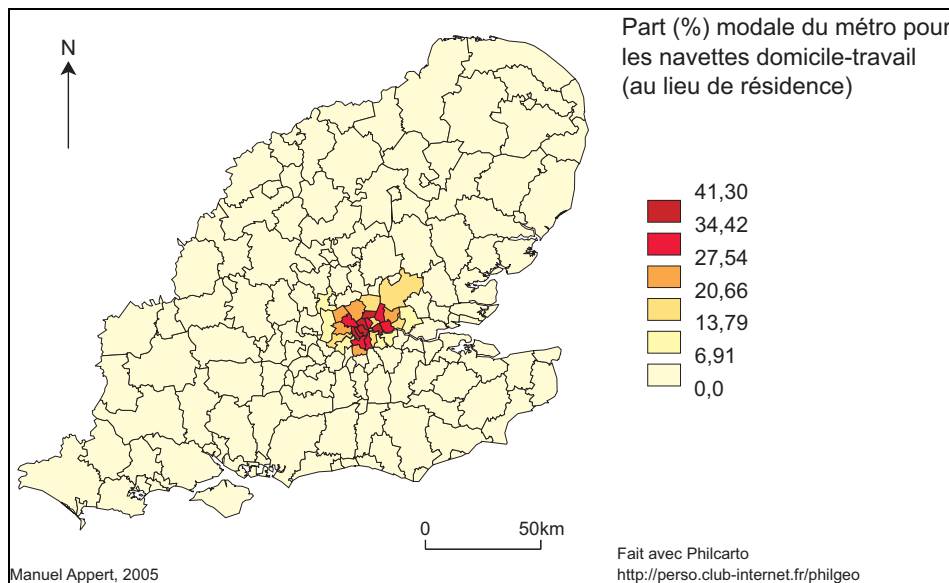 Part (%) modale du métro pour
les navettes domicile-travail
(au lieu de résidence)
N
41,30
34,42
27,54
20,66
13,79
6,91
0,0
0 50km
Manuel Appert, 2005
Fait avec Philcarto
http://perso.club-internet.fr/philgeo